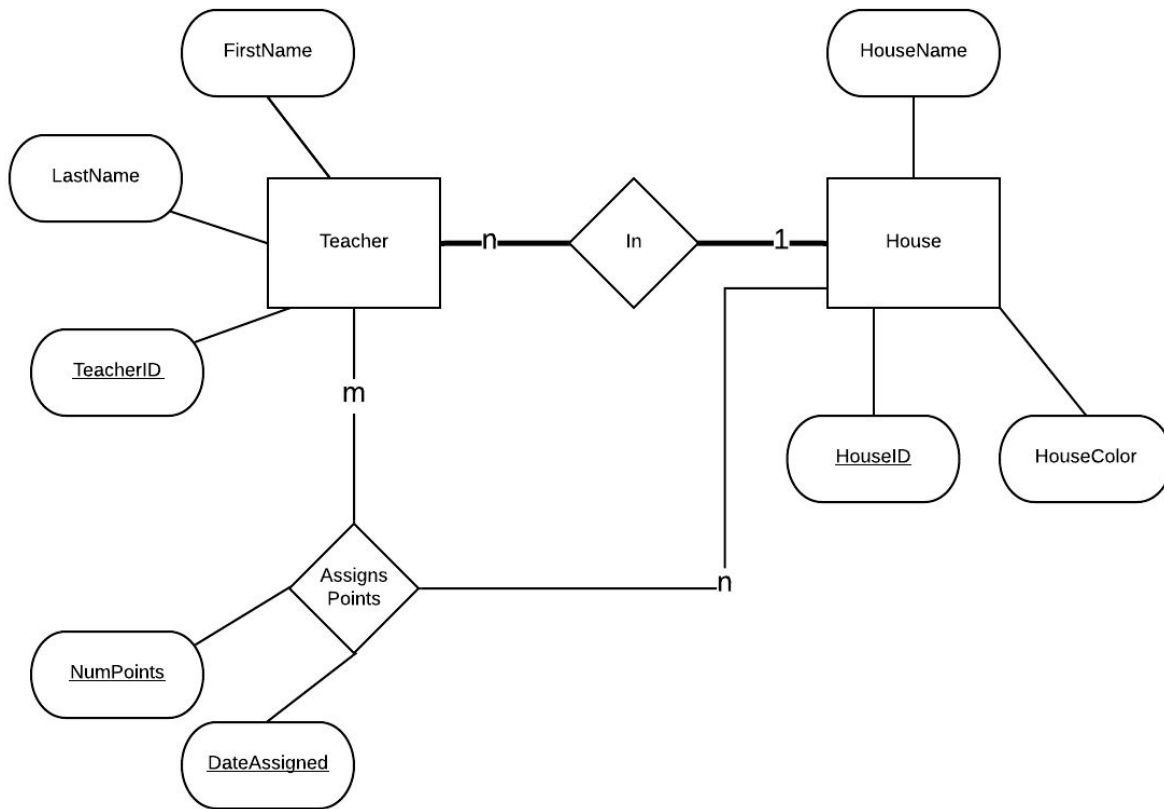 FirstName
HouseName
LastName
Teacher
n
In
1
House
TeacherID
m
HouseID
HouseColor
Assigns
Points
n
NumPoints
DateAssigned